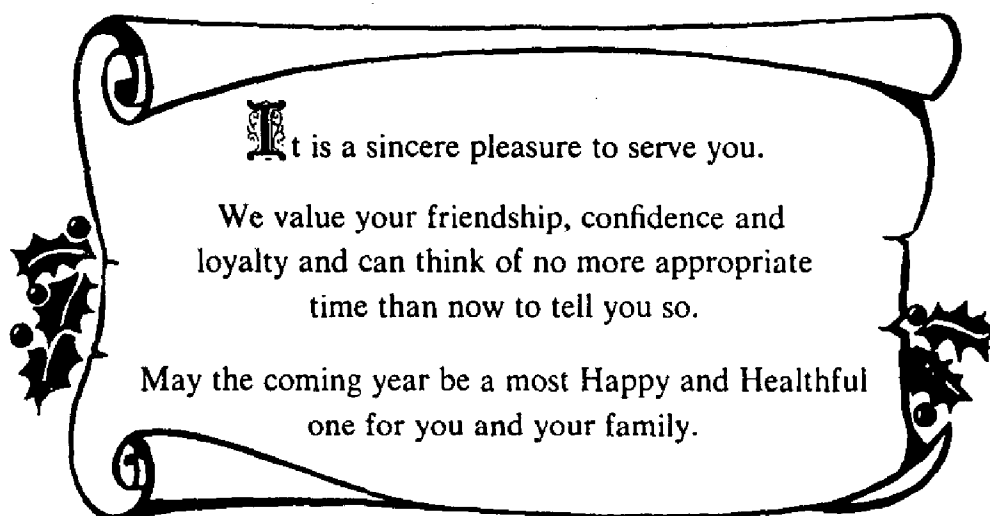 It is a sincere pleasure to serve you.
We value your friendship, confidence and
loyalty and can think of no more appropriate
time than now to tell you so.
May the coming year be a most Happy and Healthful
one for you and your family.